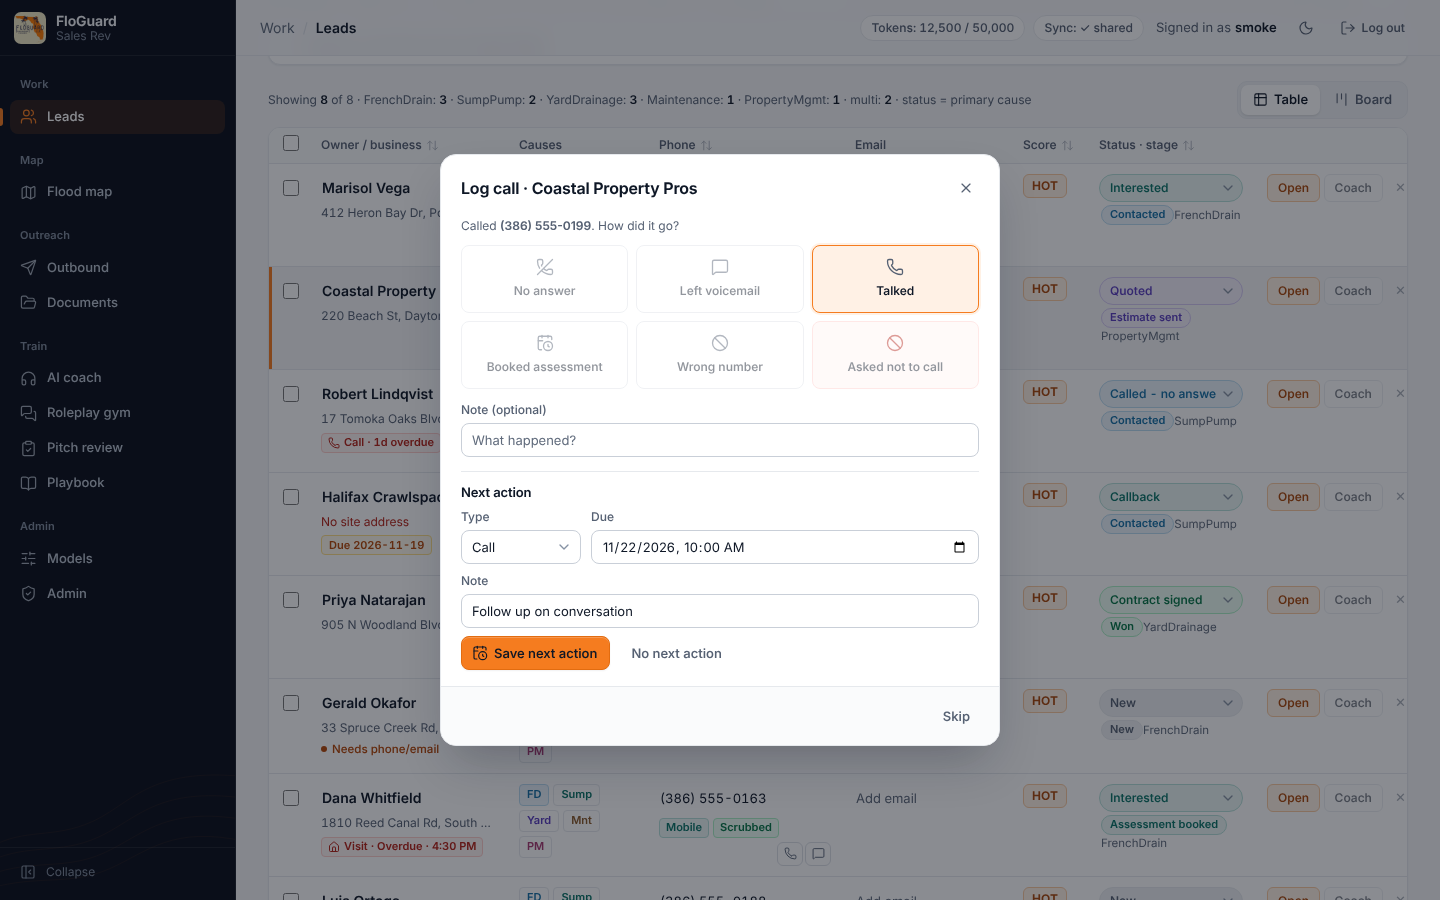 FloGuard
Sales Rev
Work / Leads
Tokens: 12,500 / 50,000
Sync: ✓ shared
Signed in as smoke
Log out
Work
Leads
Map
Flood map
Outreach
Outbound
Documents
Train
AI coach
Roleplay gym
Pitch review
Playbook
Admin
Models
Admin
Collapse
Showing 8 of 8 · FrenchDrain: 3 · SumpPump: 2 · YardDrainage: 3 · Maintenance: 1 · PropertyMgmt: 1 · multi: 2 · status = primary cause
Table
Board
Owner / business
Causes
Phone
Email
Score
Status · stage
Marisol Vega
412 Heron Bay Dr,
HOT
Interested
Contacted FrenchDrain
Open
Coach
×
Coastal Property
220 Beach St,
HOT
Quoted
Estimate sent
PropertyMgmt
Open
Coach
×
Robert Lindqvist
17 Tomoka Oaks
Call · 1d overdue
HOT
Called - no answe
Contacted SumpPump
Open
Coach
×
Halifax
No site address
Due 2026-11-19
HOT
Callback
Contacted SumpPump
Open
Coach
×
Priya Natarajan
905 N Woodland
HOT
Contract signed
Won YardDrainage
Open
Coach
×
Gerald Okafor
33 Spruce Creek Rd,
Needs phone/email
PM
HOT
New
New FrenchDrain
Open
Coach
×
Dana Whitfield
1810 Reed Canal Rd, South ...
Visit · Overdue · 4:30 PM
FD Sump
Yard Mnt
PM
(386) 555-0163
Mobile Scrubbed
Add email
HOT
Interested
Assessment booked
FrenchDrain
Open
Coach
×
FD Sump
HOT
Log call · Coastal Property Pros
Called (386) 555-0199. How did it go?
No answer
Left voicemail
Talked
Booked assessment
Wrong number
Asked not to call
Note (optional)
What happened?
Next action
Type
Due
Call
11/22/2026, 10:00 AM
Note
Follow up on conversation
Save next action
No next action
Skip